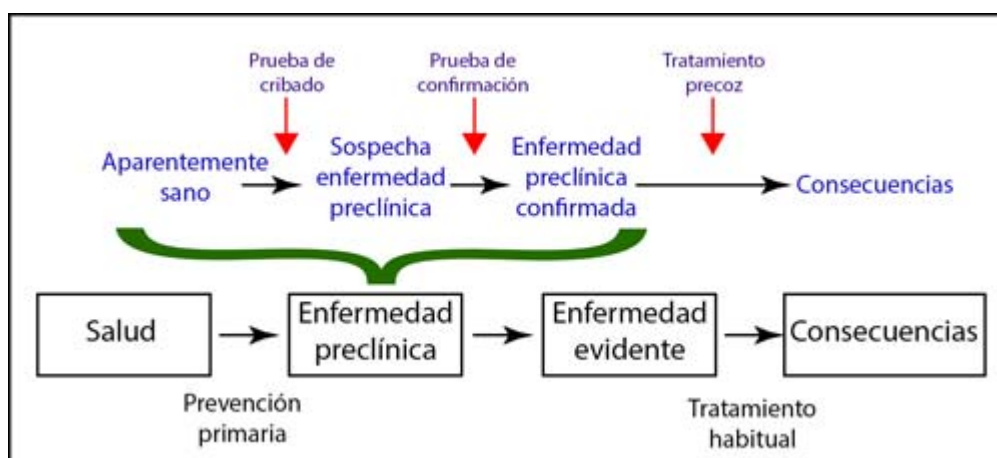 Prueba de
cribado
Prueba de
confirmación
Tratamiento
precoz
Aparentemente
sano
Sospecha
enfermedad
preclínica
Enfermedad
preclínica
confirmada
Consecuencias
Salud
Enfermedad
preclínica
Enfermedad
evidente
Consecuencias
Prevención
primaria
Tratamiento
habitual